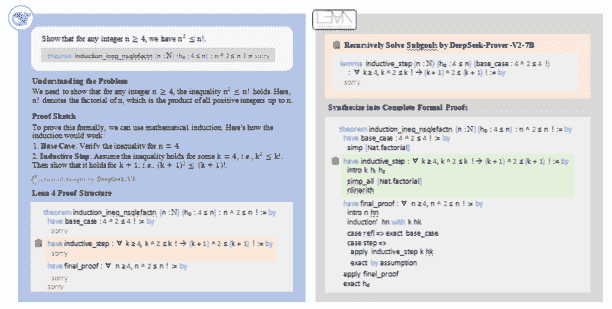 Show that for any integer n ≥ 4, we have n² ≤ n!.
theorem induction_ineq_nsqlefactn (n : ℕ) (h₀ : 4 ≤ n) : n ^ 2 ≤ n ! := by sorry
Understanding the Problem
We need to show that for any integer n ≥ 4, the inequality n² ≤ n! holds. Here,
n! denotes the factorial of n, which is the product of all positive integers up to n.
Proof Sketch
To prove this formally, we can use mathematical induction. Here's how the
induction would work:
1. Base Case: Verify the inequality for n = 4.
2. Inductive Step: Assume the inequality holds for some k = 4, i.e., k² ≤ k!.
Then show that it holds for k + 1, i.e., (k + 1)² ≤ (k + 1)!.
by DeepSeek-V3
Lean 4 Proof Structure
theorem induction_ineq_nsqlefactn (n : ℕ) (h₀ : 4 ≤ n) : n ^ 2 ≤ n ! := by
have base_case : 4 ^ 2 ≤ 4 ! := by
sorry
have inductive_step : ∀ k ≥ 4, k ^ 2 ≤ k ! → (k + 1) ^ 2 ≤ (k + 1) ! := by
sorry
have final_proof : ∀ n ≥ 4, n ^ 2 ≤ n ! := by
sorry
sorry
LEAN
Recursively Solve Subgoals by DeepSeek-Prover-V2-7B
lemma inductive_step (n : ℕ) (h₀ : 4 ≤ n) (base_case : 4 ^ 2 ≤ 4 !)
: ∀ k ≥ 4, k ^ 2 ≤ k ! → (k + 1) ^ 2 ≤ (k + 1) ! := by
Synthesize into Complete Formal Proofs
theorem induction_ineq_nsqlefactn (n : ℕ) (h₀ : 4 ≤ n) : n ^ 2 ≤ n ! := by
have base_case : 4 ^ 2 ≤ 4 ! := by
simp [Nat.factorial]
have inductive_step : ∀ k ≥ 4, k ^ 2 ≤ k ! → (k + 1) ^ 2 ≤ (k + 1) ! := by
intro k h₁ h₂
simp_all [Nat.factorial]
nlinarith
have final_proof : ∀ n ≥ 4, n ^ 2 ≤ n ! := by
intro n hn
induction' hn with k hk
case refl => exact base_case
case step =>
apply inductive_step k hk
exact by assumption
apply final_proof
exact h₀